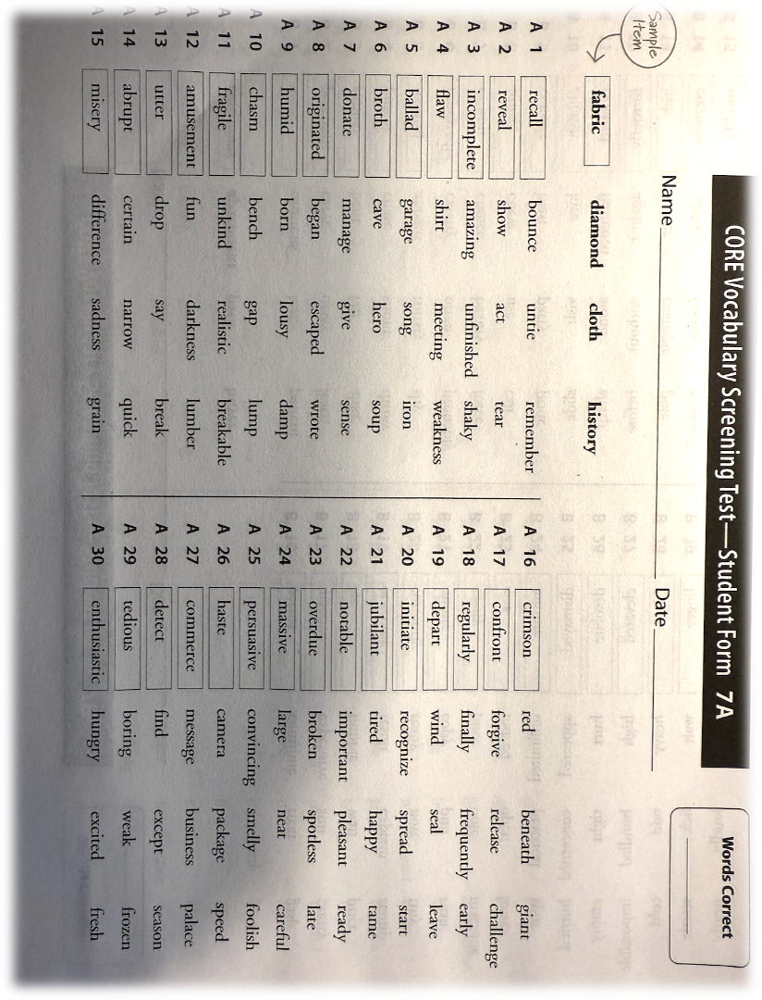 CORE Vocabulary Screening Test—Student Form 7A
Words Correct
Name Date
Sample Item
fabric diamond cloth history
A 1 recall bounce untie remember
A 2 reveal show act tear
A 3 incomplete amazing unfinished shaky
A 4 flaw shirt meeting weakness
A 5 ballad garage song iron
A 6 broth cave hero soup
A 7 donate manage give sense
A 8 originated began escaped wrote
A 9 humid born lousy damp
A 10 chasm bench gap lump
A 11 fragile unkind realistic breakable
A 12 amusement fun darkness lumber
A 13 utter drop say break
A 14 abrupt certain narrow quick
A 15 misery difference sadness grain
A 16 crimson red beneath giant
A 17 confront forgive release challenge
A 18 regularly finally frequently early
A 19 depart wind seal leave
A 20 initiate recognize spread start
A 21 jubilant tired happy tame
A 22 notable important pleasant ready
A 23 overdue broken spotless late
A 24 massive large neat careful
A 25 persuasive convincing smelly foolish
A 26 haste camera package speed
A 27 commerce message business palace
A 28 detect find except season
A 29 tedious boring weak frozen
A 30 enthusiastic hungry excited fresh